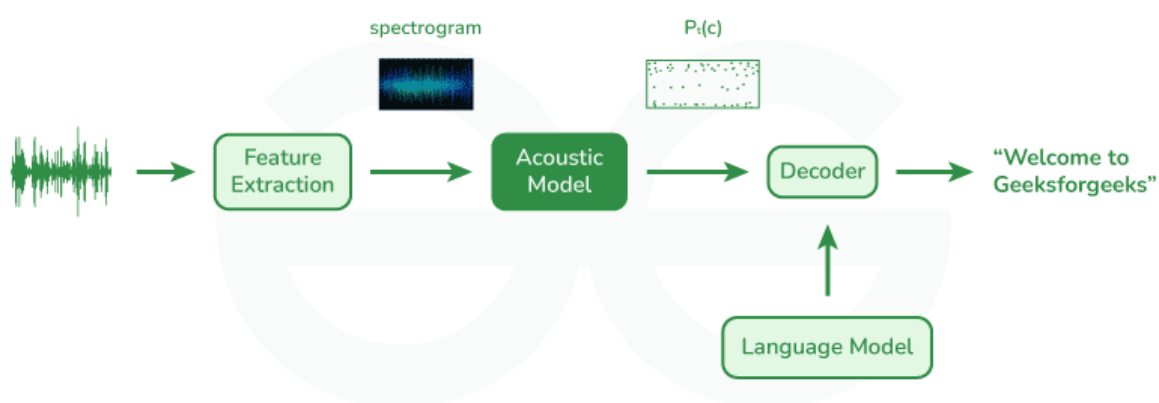 spectrogram
Pₜ(c)
Feature
Extraction
Acoustic
Model
Decoder
“Welcome to
Geeksforgeeks”
Language Model